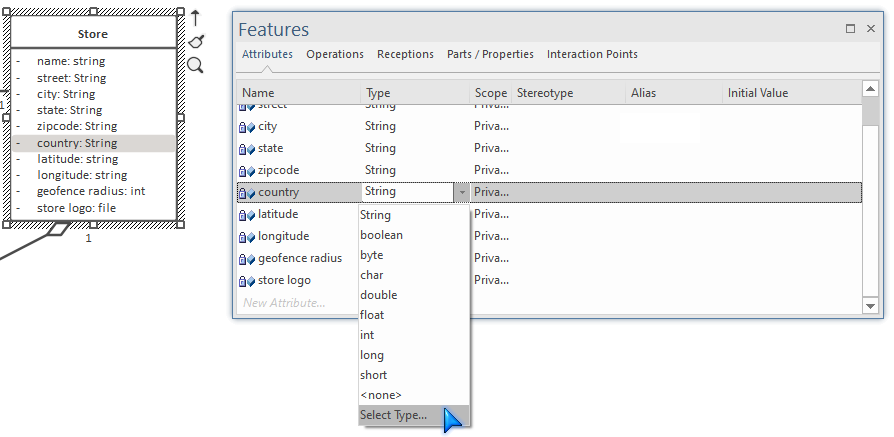 Store
- name: string
- street: String
- city: String
- state: String
- zipcode: String
- country: String
- latitude: string
- longitude: string
- geofence radius: int
- store logo: file
1
1
Features
Attributes Operations Receptions Parts / Properties Interaction Points
Name Type Scope Stereotype Alias Initial Value
street String Priva...
city String Priva...
state String Priva...
zipcode String Priva...
country String Priva...
latitude Priva...
longitude Priva...
geofence radius Priva...
store logo Priva...
New Attribute...
String
boolean
byte
char
double
float
int
long
short
<none>
Select Type...